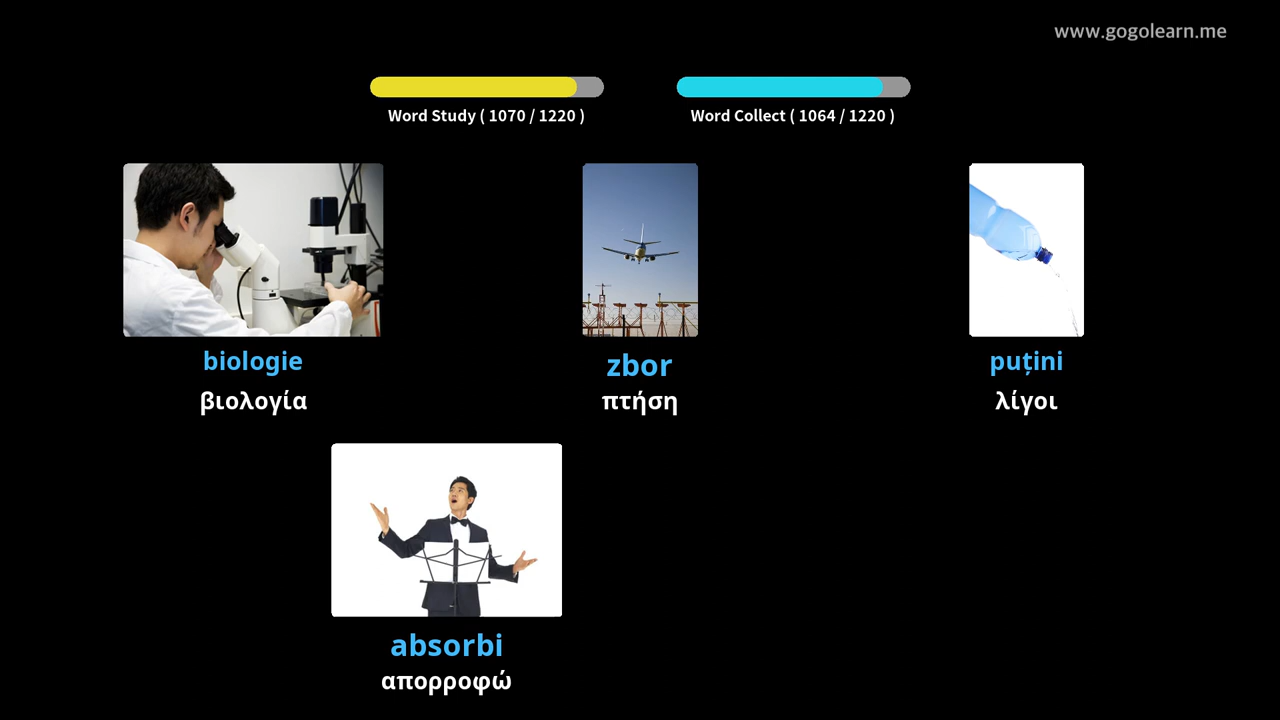 www.gogolearn.me
Word Study ( 1070 / 1220 )
Word Collect ( 1064 / 1220 )
biologie
βιολογία
zbor
πτήση
puțini
λίγοι
absorbi
απορροφώ